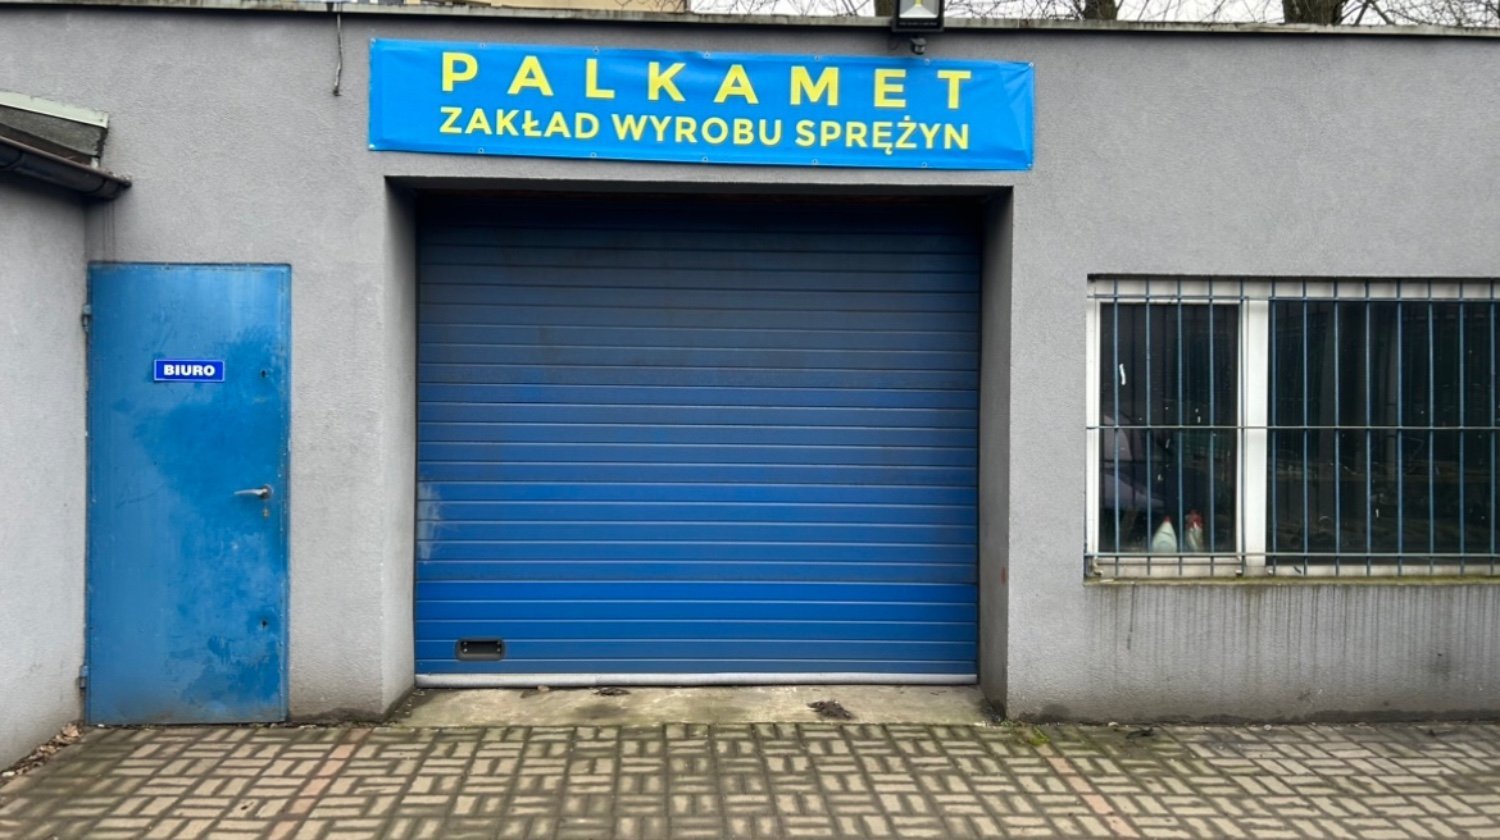 PALKAMET
ZAKŁAD WYROBU SPRĘŻYN
BIURO